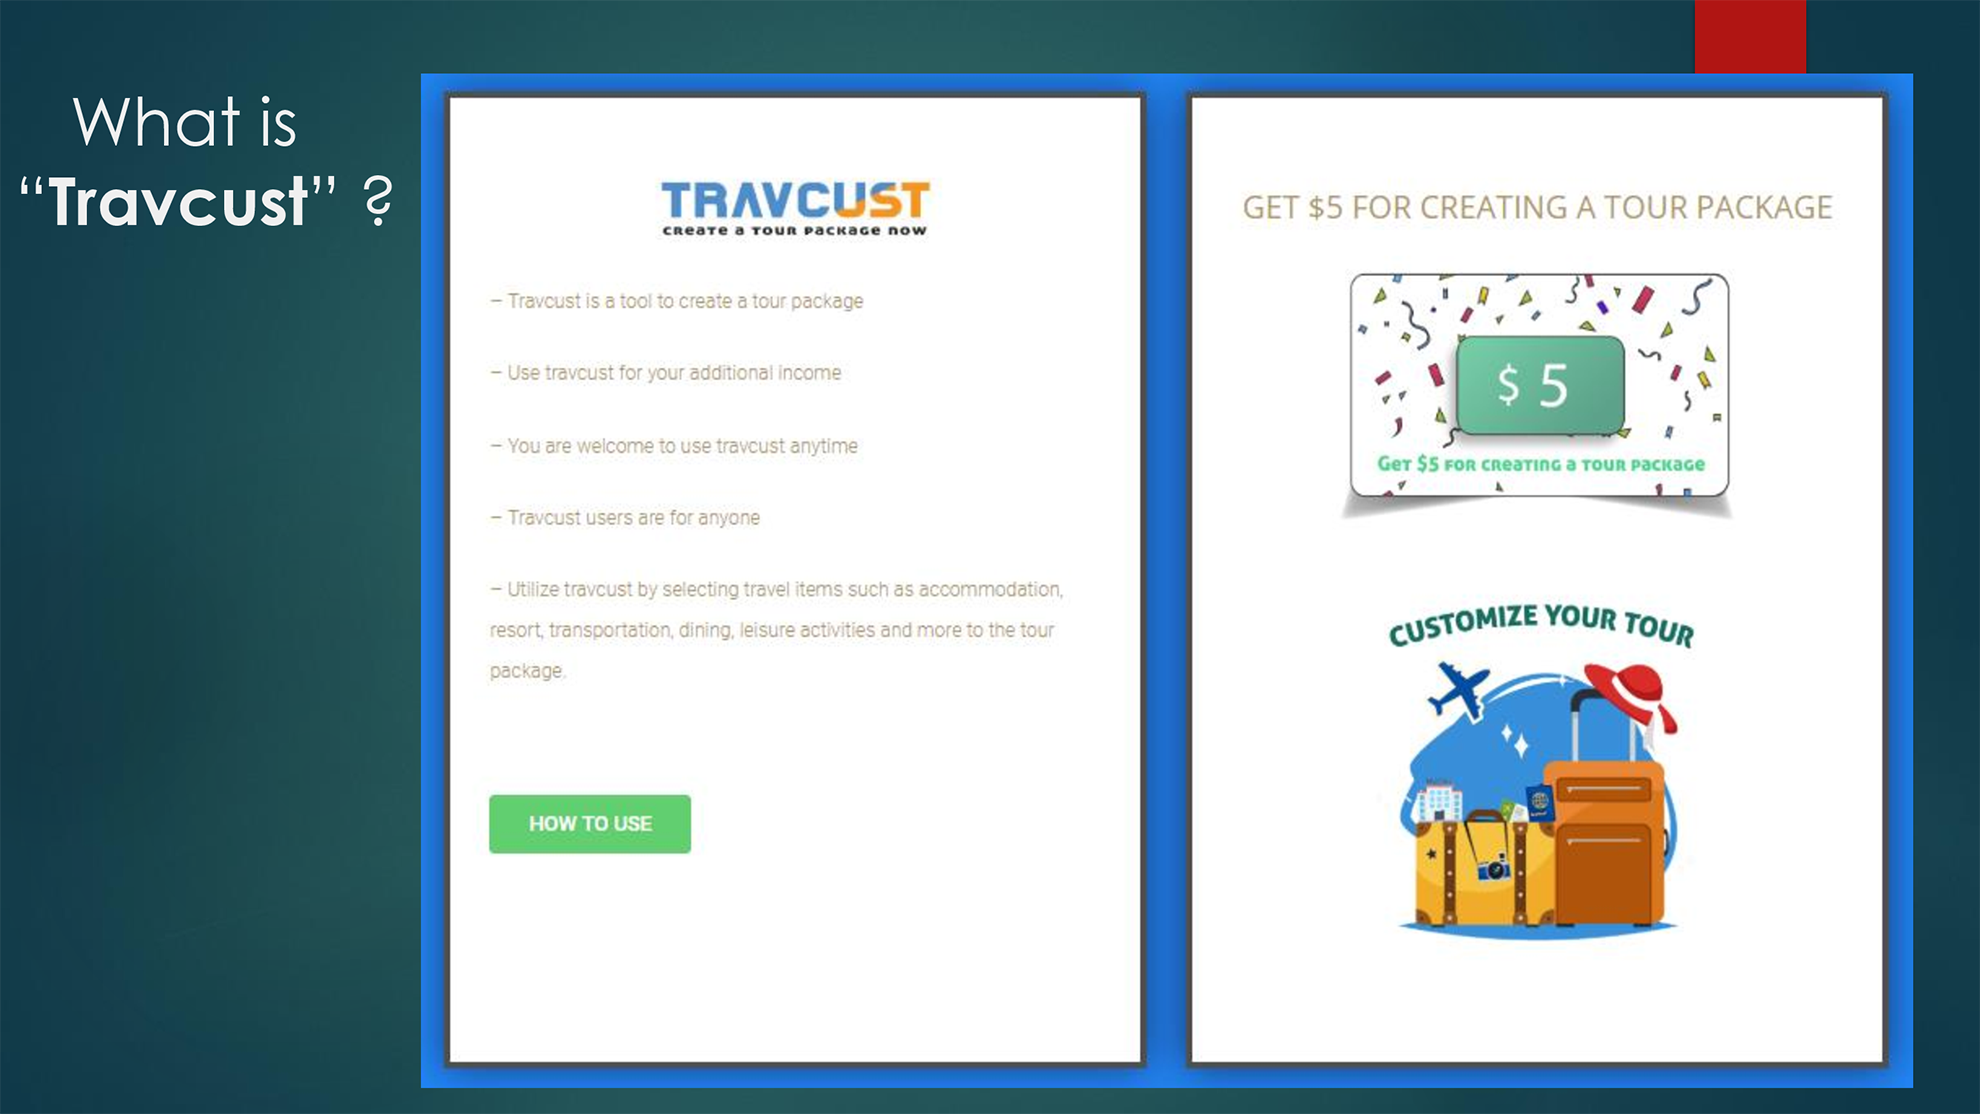 What is
“Travcust” ?
TRAVCUST
CREATE A TOUR PACKAGE NOW
– Travcust is a tool to create a tour package
– Use travcust for your additional income
– You are welcome to use travcust anytime
– Travcust users are for anyone
– Utilize travcust by selecting travel items such as accommodation,
resort, transportation, dining, leisure activities and more to the tour
package.
HOW TO USE
GET $5 FOR CREATING A TOUR PACKAGE
$ 5
Get $5 for creating a tour package
CUSTOMIZE YOUR TOUR